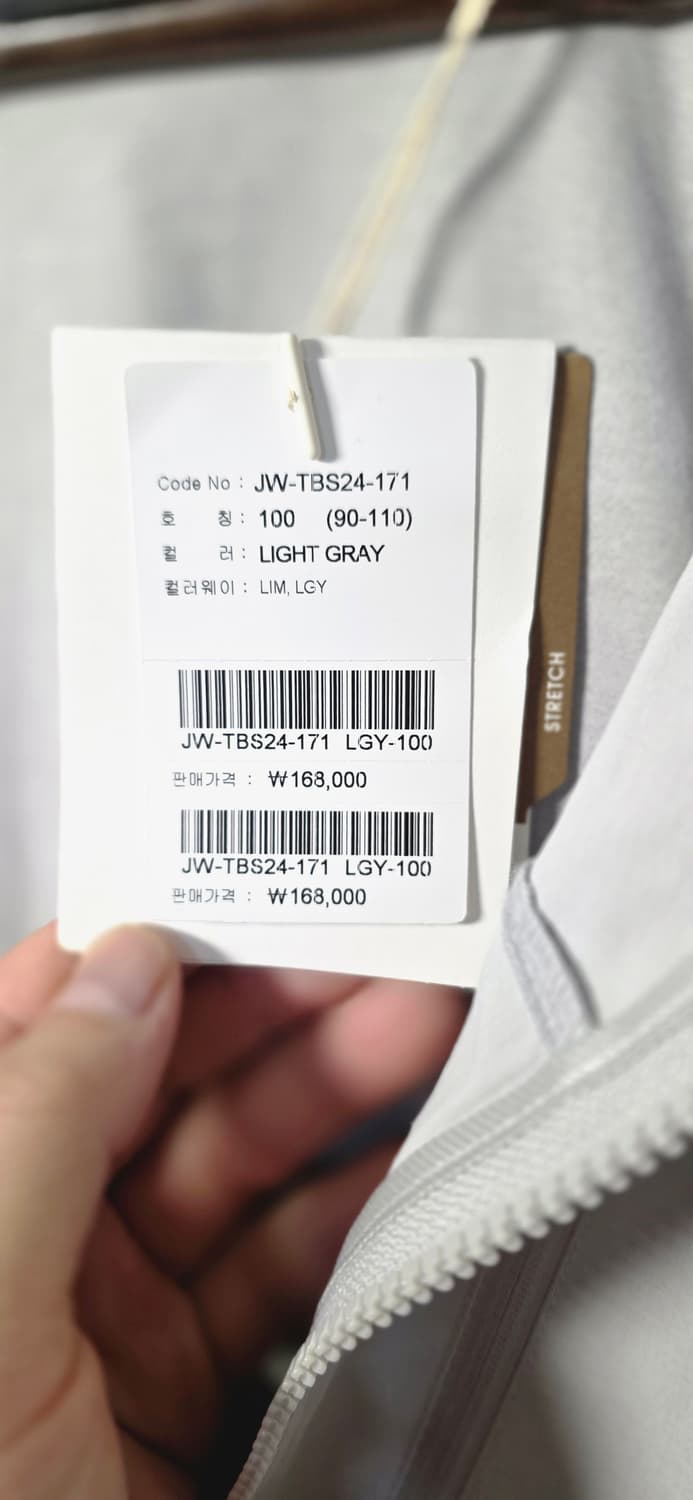 Code No : JW-TBS24-171
호 칭 : 100 (90-110)
컬 러 : LIGHT GRAY
컬러웨이 : LIM, LGY
JW-TBS24-171 LGY-100
판매가격 : ₩168,000
JW-TBS24-171 LGY-100
판매가격 : ₩168,000
STRETCH